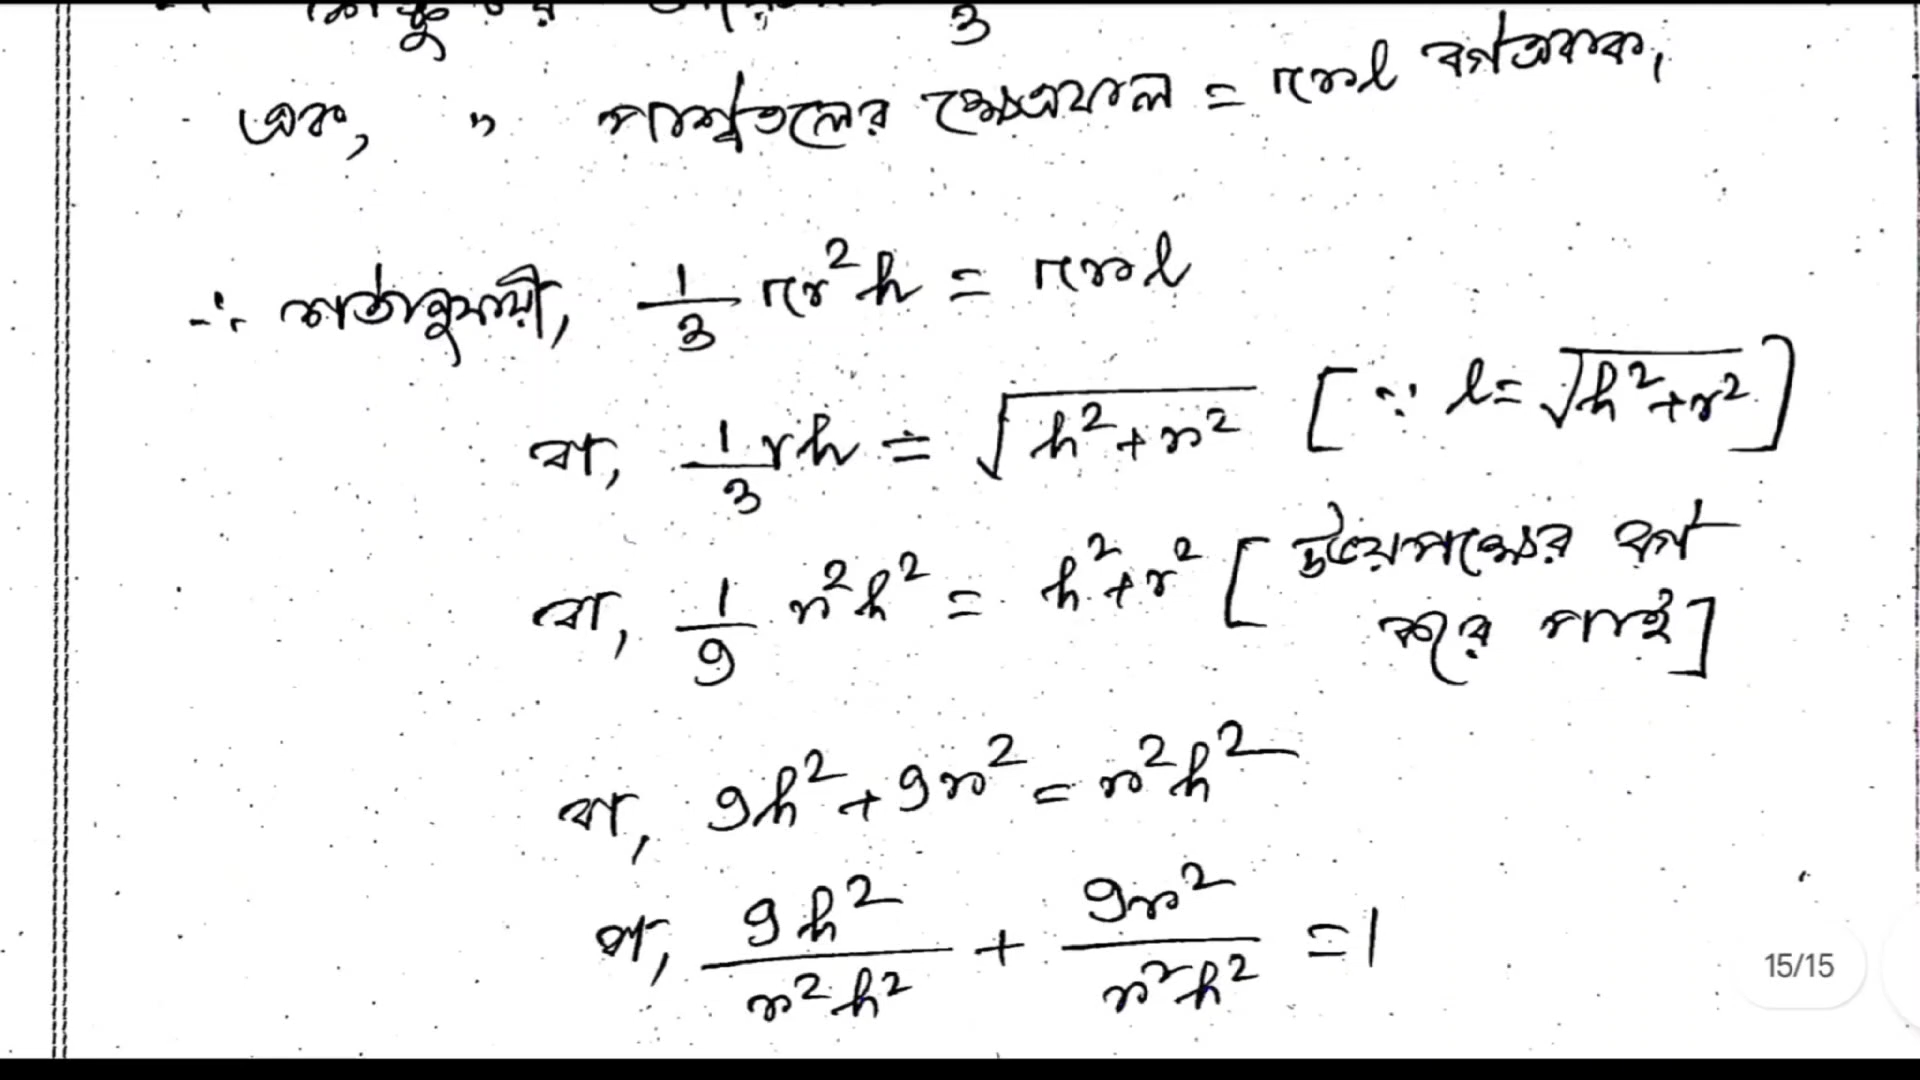 3
এবং, " পার্শ্বতলের ক্ষেত্রফল = πrl বর্গএকক,
∴ শর্তানুযায়ী, 1/3 πr²h = πrl
বা, 1/3 rh = √(h²+r²) [∵ l = √(h²+r²)]
বা, 1/9 r²h² = h²+r² [উভয়পক্ষের বর্গ
করে পাই]
বা, 9h²+9r² = r²h²
বা, 9h²/r²h² + 9r²/r²h² = 1
15/15